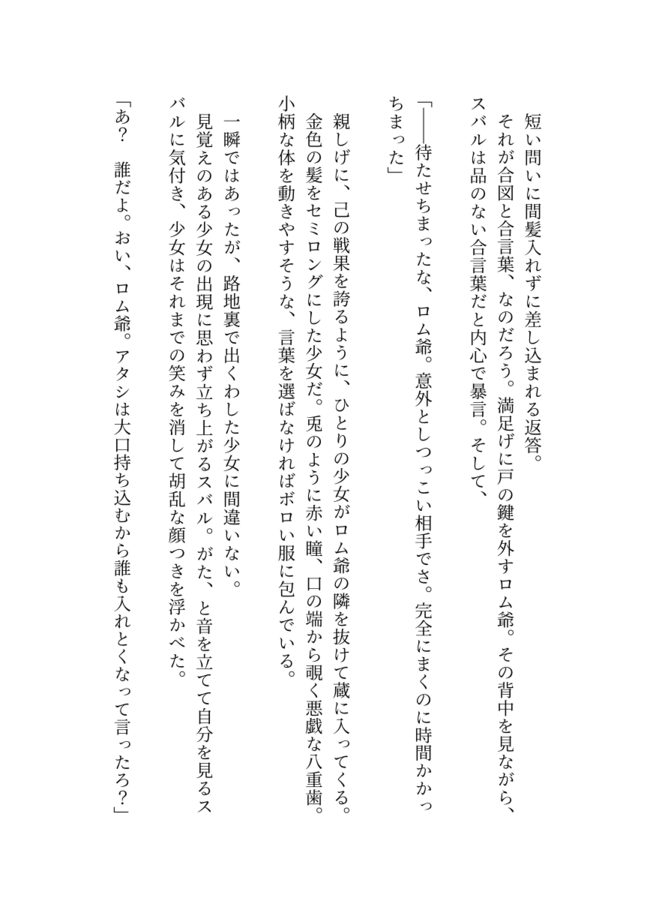 短い問いに間髪入れずに差し込まれる返答。
それが合図と合言葉、なのだろう。満足げに戸の鍵を外すロム爺。その背中を見ながら、
スバルは品のない合言葉だと内心で暴言。そして、
「――待たせちまったな、ロム爺。意外としつっこい相手でさ。完全にまくのに時間かかっ
ちまった」
親しげに、己の戦果を誇るように、ひとりの少女がロム爺の隣を抜けて蔵に入ってくる。
金色の髪をセミロングにした少女だ。兎のように赤い瞳、口の端から覗く悪戯な八重歯。
小柄な体を動きやすそうな、言葉を選ばなければボロい服に包んでいる。
一瞬ではあったが、路地裏で出くわした少女に間違いない。
見覚えのある少女の出現に思わず立ち上がるスバル。がた、と音を立てて自分を見るス
バルに気付き、少女はそれまでの笑みを消して胡乱な顔つきを浮かべた。
「あ?　誰だよ。おい、ロム爺。アタシは大口持ち込むから誰も入れとくなって言ったろ?」